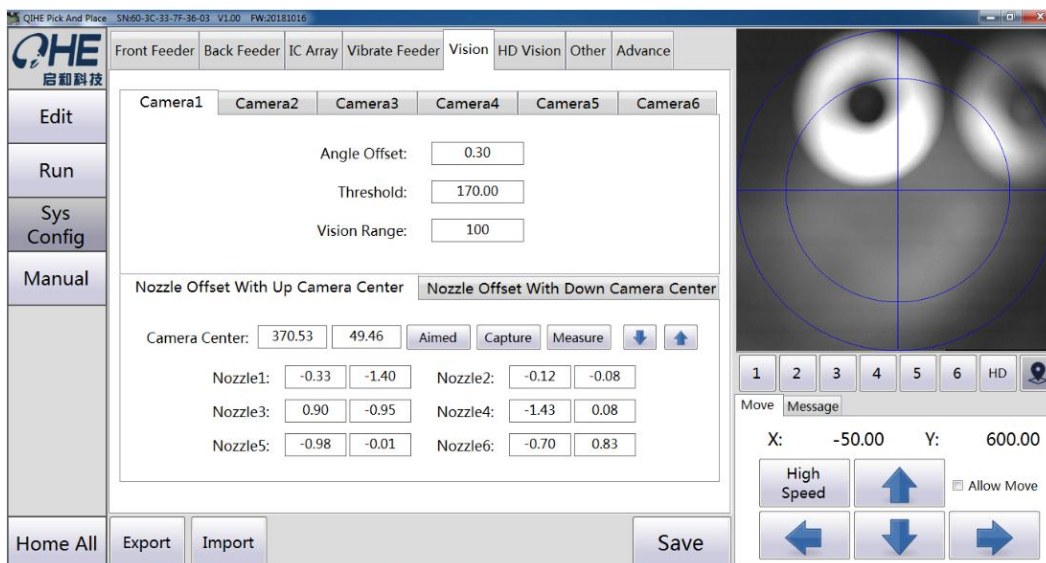 QIHE Pick And Place SN:60-3C-33-7F-36-03 V1.00 FW:20181016
QiHE
启和科技
Edit
Run
Sys
Config
Manual
Home All
Front Feeder Back Feeder IC Array Vibrate Feeder Vision HD Vision Other Advance
Camera1 Camera2 Camera3 Camera4 Camera5 Camera6
Angle Offset: 0.30
Threshold: 170.00
Vision Range: 100
Nozzle Offset With Up Camera Center Nozzle Offset With Down Camera Center
Camera Center: 370.53 49.46 Aimed Capture Measure
Nozzle1: -0.33 -1.40 Nozzle2: -0.12 -0.08
Nozzle3: 0.90 -0.95 Nozzle4: -1.43 0.08
Nozzle5: -0.98 -0.01 Nozzle6: -0.70 0.83
Export Import Save
1 2 3 4 5 6 HD
Move Message
X: -50.00 Y: 600.00
High
Speed
Allow Move